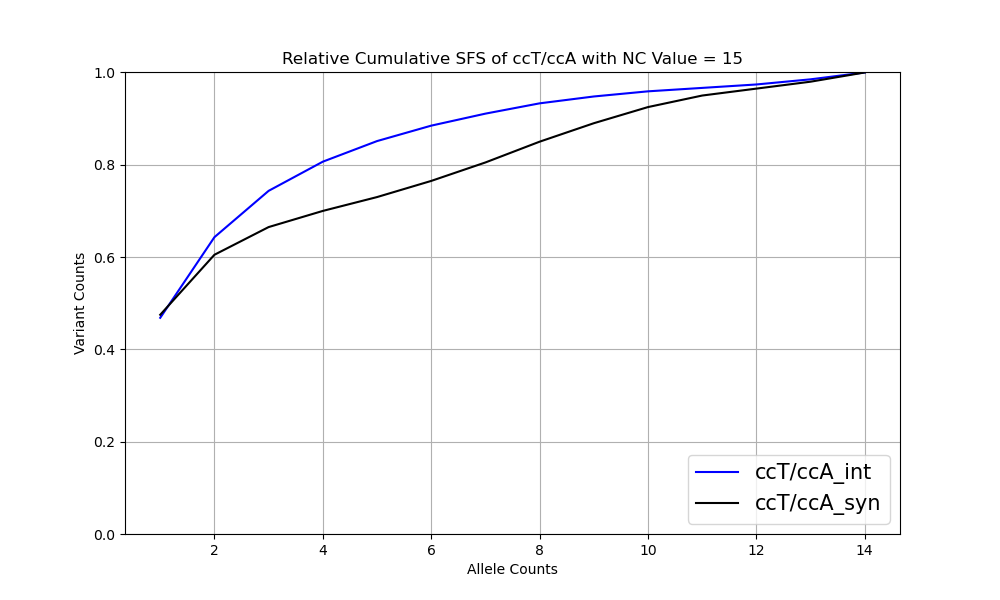 Relative Cumulative SFS of ccT/ccA with NC Value = 15
1.0
0.8
0.6
0.4
0.2
0.0
Variant Counts
2 4 6 8 10 12 14
Allele Counts
ccT/ccA_int
ccT/ccA_syn